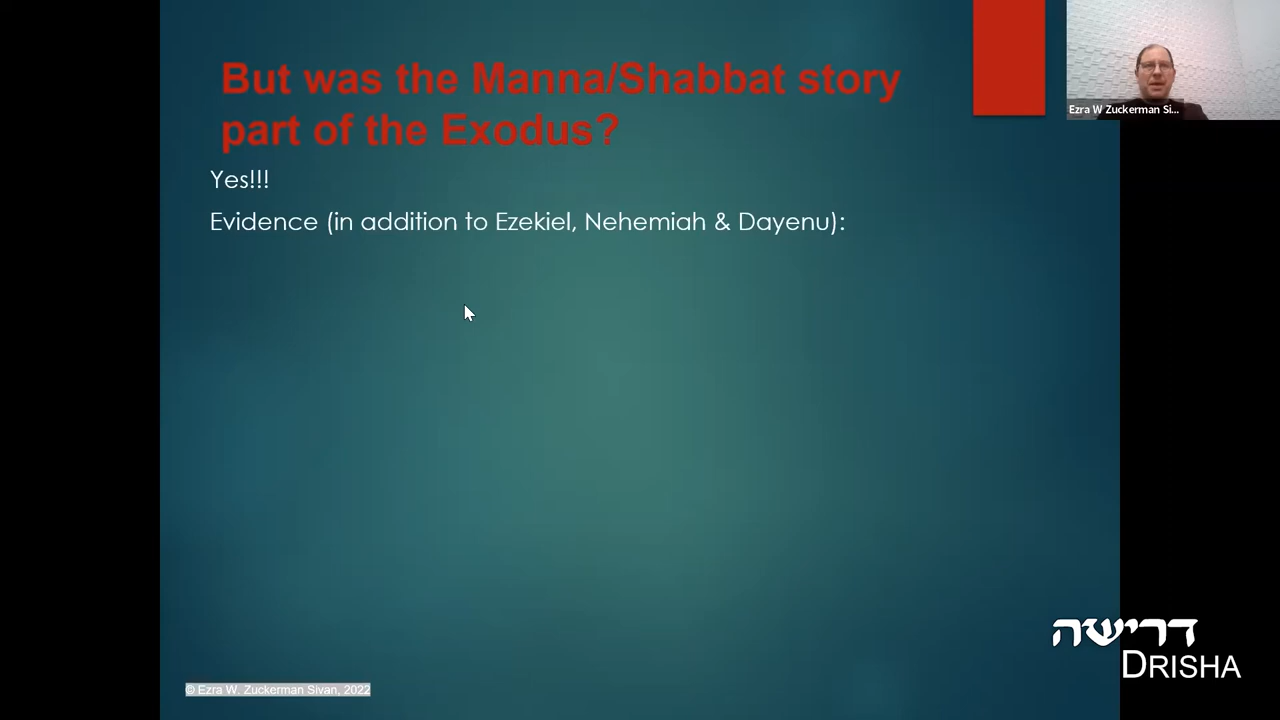 But was the Manna/Shabbat story
part of the Exodus?
Yes!!!
Evidence (in addition to Ezekiel, Nehemiah & Dayenu):
Ezra W Zuckerman Si...
דרישה
DRISHA
© Ezra W. Zuckerman Sivan, 2022